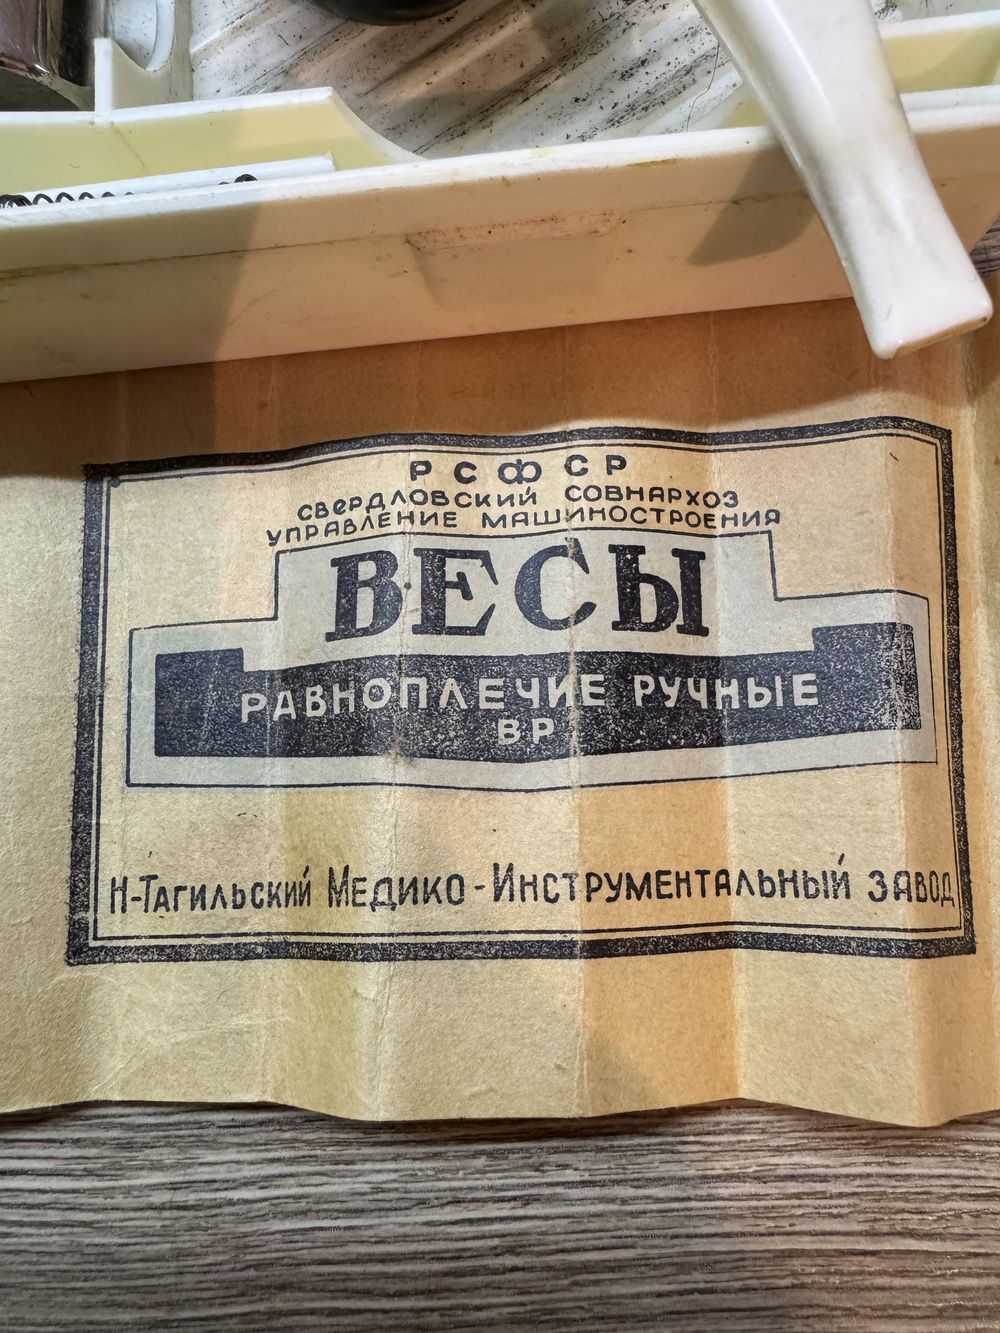 РСФСР
СВЕРДЛОВСКИЙ СОВНАРХОЗ
УПРАВЛЕНИЕ МАШИНОСТРОЕНИЯ
ВЕСЫ
РАВНОПЛЕЧИЕ РУЧНЫЕ
ВР
Н-ТАГИЛЬСКИЙ МЕДИКО-ИНСТРУМЕНТАЛЬНЫЙ ЗАВОД